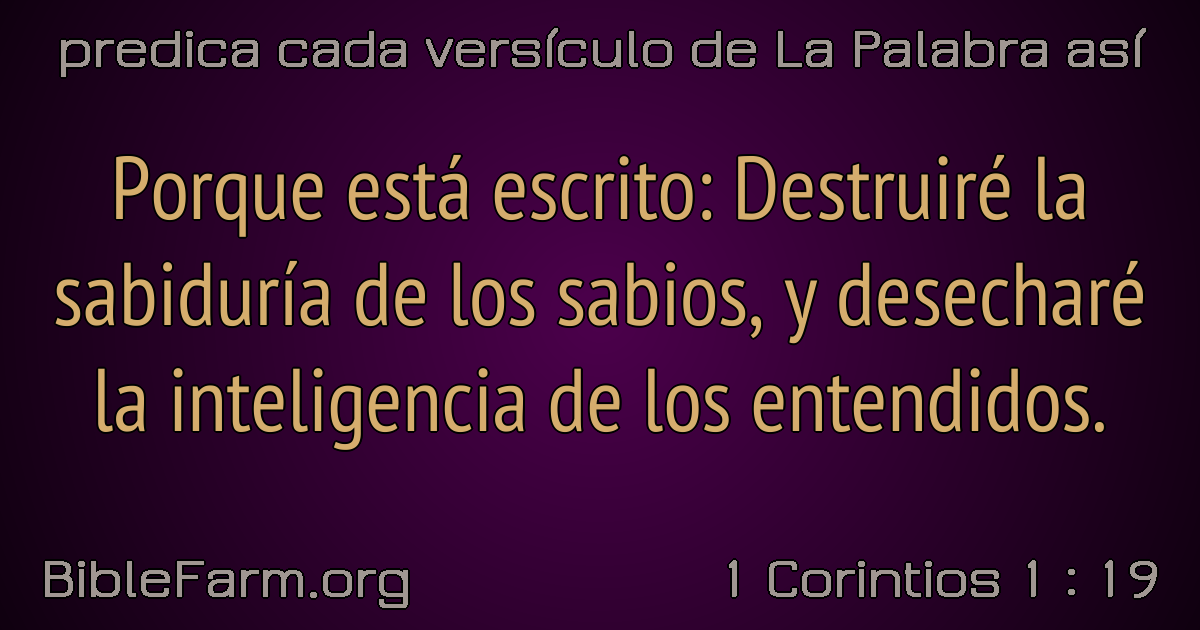 predica cada versículo de La Palabra así
Porque está escrito: Destruiré la
sabiduría de los sabios, y desecharé
la inteligencia de los entendidos.
BibleFarm.org
1 Corintios 1 : 19